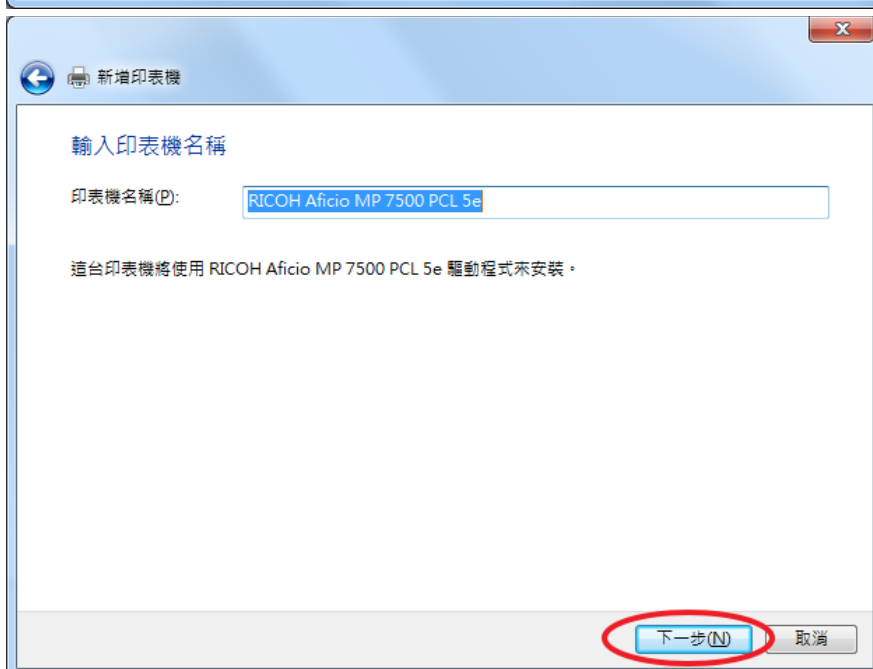 新增印表機
輸入印表機名稱
印表機名稱(P): RICOH Aficio MP 7500 PCL 5e
這台印表機將使用 RICOH Aficio MP 7500 PCL 5e 驅動程式來安裝。
下一步(N) 取消